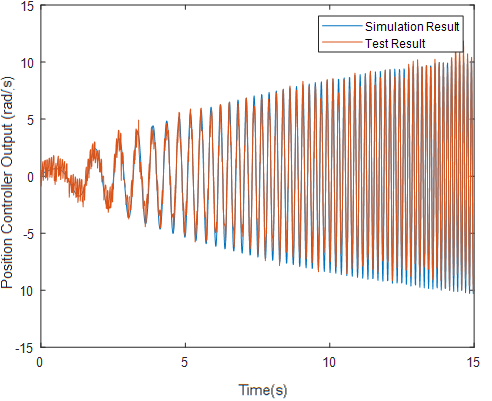 15
10
5
0
-5
-10
-15
Position Controller Output (rad/s)
Simulation Result
Test Result
0
5
10
15
Time(s)